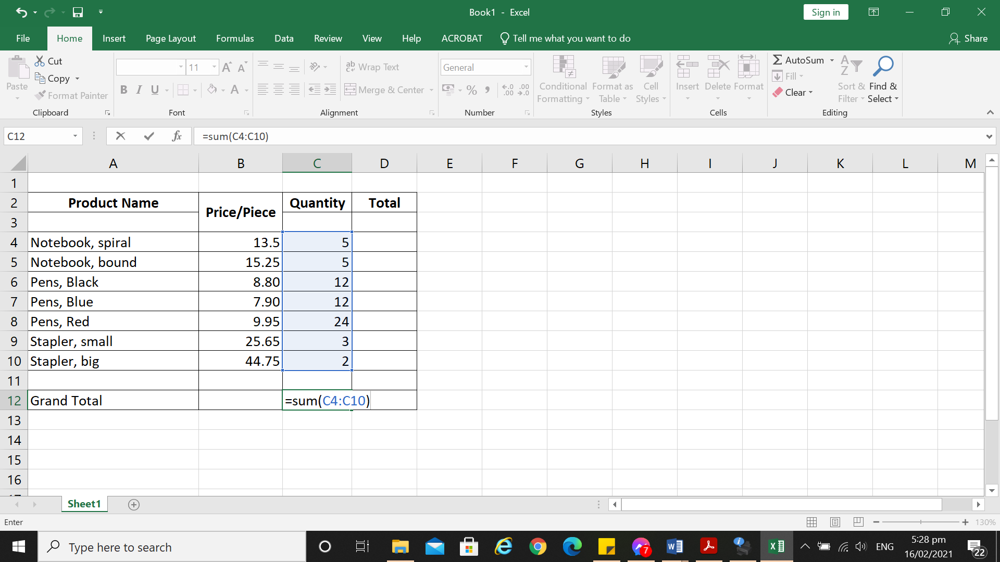 Book1 - Excel
Sign in
File Home Insert Page Layout Formulas Data Review View Help ACROBAT Tell me what you want to do Share
Paste Cut Copy Format Painter Clipboard
11 A A B I U A Font
ab c Wrap Text Merge & Center Alignment
General % , .0 .00 .00 .0 Number
Conditional Formatting Format as Table Cell Styles Styles
Insert Delete Format Cells
Σ AutoSum Fill Clear A Z Sort & Filter Find & Select Editing
C12 fx =sum(C4:C10)
A B C D E F G H I J K L M
1
2 Product Name Price/Piece Quantity Total
3
4 Notebook, spiral 13.5 5
5 Notebook, bound 15.25 5
6 Pens, Black 8.80 12
7 Pens, Blue 7.90 12
8 Pens, Red 9.95 24
9 Stapler, small 25.65 3
10 Stapler, big 44.75 2
11
12 Grand Total =sum(C4:C10)
13
14
15
16
Sheet1
Enter 130%
Type here to search 7 W X ENG 5:28 pm 22
16/02/2021